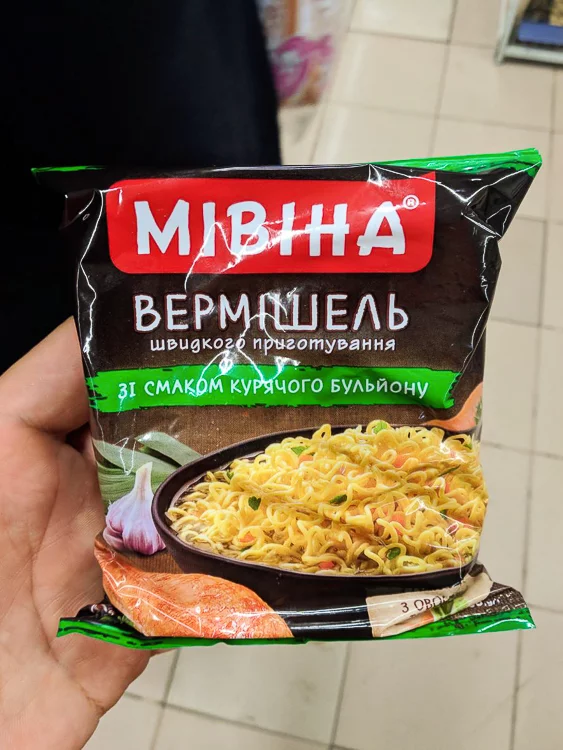 МІВІНА®
ВЕРМІШЕЛЬ
швидкого приготування
ЗІ СМАКОМ КУРЯЧОГО БУЛЬЙОНУ
З